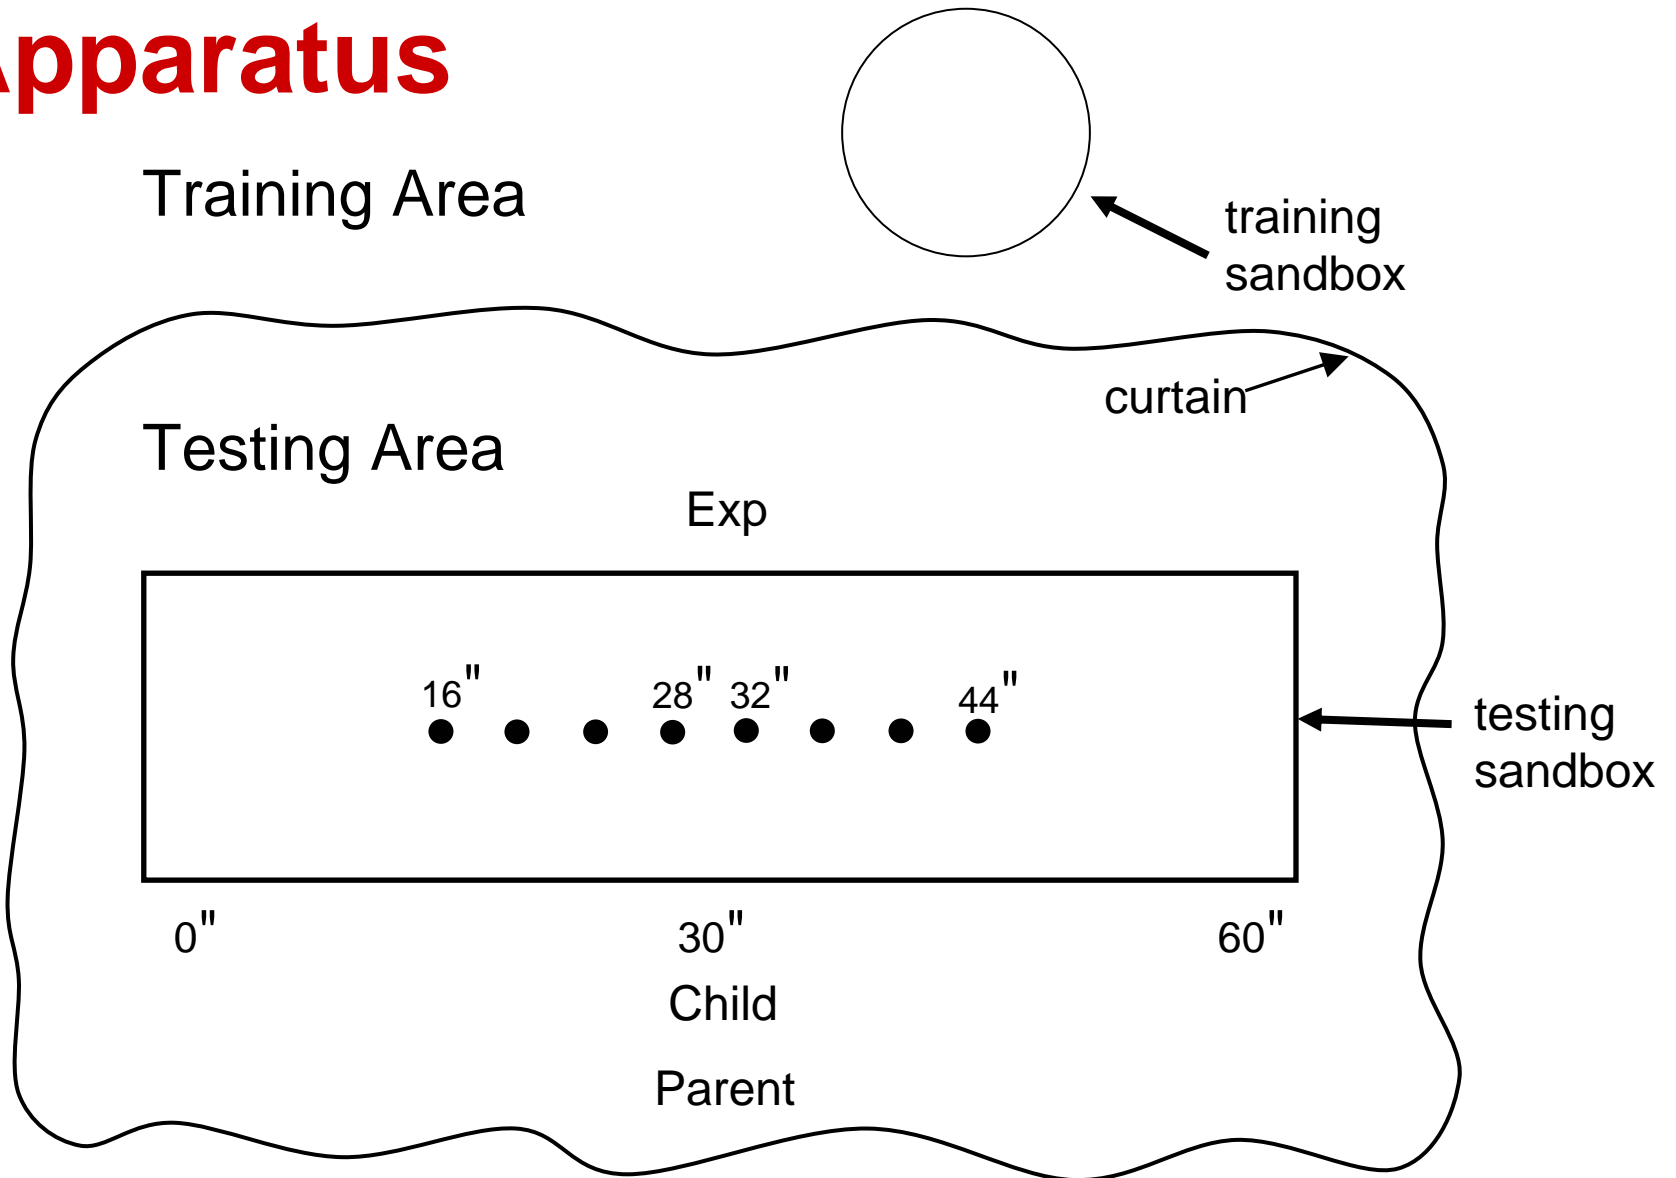 Apparatus
Training Area
training
sandbox
curtain
Testing Area
Exp
16" 28" 32" 44"
testing
sandbox
0" 30" 60"
Child
Parent